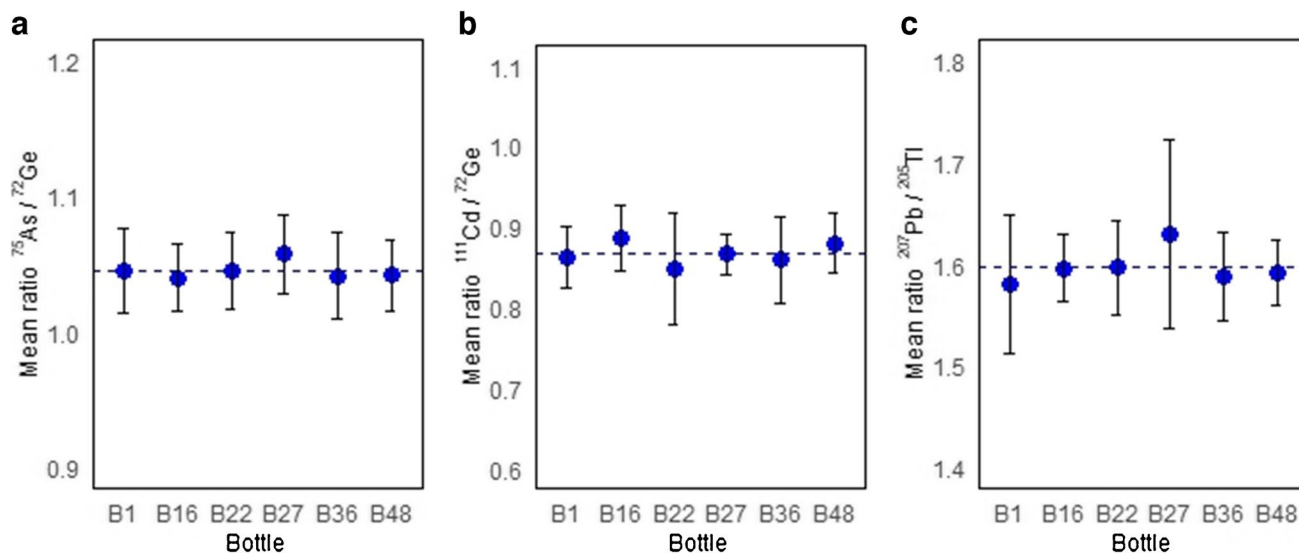 a
Mean ratio ⁷⁵As / ⁷²Ge
1.2
1.1
1.0
0.9
B1 B16 B22 B27 B36 B48
Bottle
b
Mean ratio ¹¹¹Cd / ⁷²Ge
1.1
1.0
0.9
0.8
0.7
0.6
B1 B16 B22 B27 B36 B48
Bottle
c
Mean ratio ²⁰⁷Pb / ²⁰⁵Tl
1.8
1.7
1.6
1.5
1.4
B1 B16 B22 B27 B36 B48
Bottle